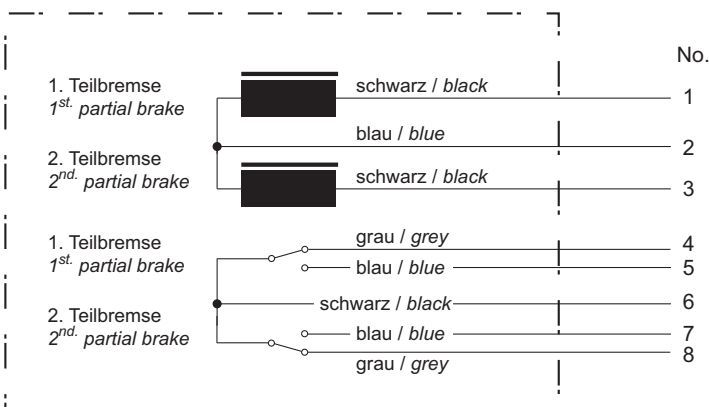 No.
1. Teilbremse
1st. partial brake
schwarz / black
1
blau / blue
2
2. Teilbremse
2nd. partial brake
schwarz / black
3
1. Teilbremse
1st. partial brake
grau / grey
4
blau / blue
5
schwarz / black
6
2. Teilbremse
2nd. partial brake
blau / blue
7
grau / grey
8